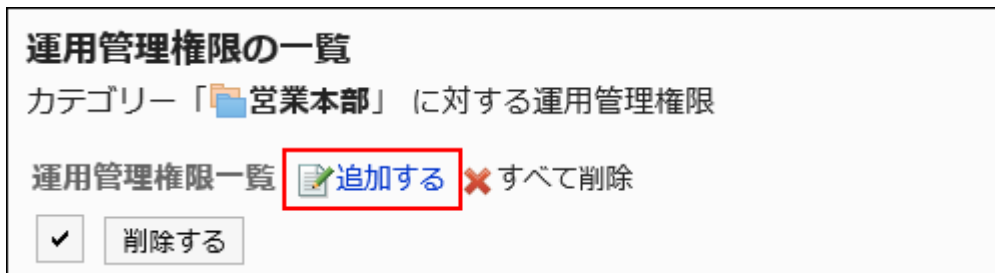 運用管理権限の一覧
カテゴリー「営業本部」 に対する運用管理権限
運用管理権限一覧 追加する すべて削除
削除する